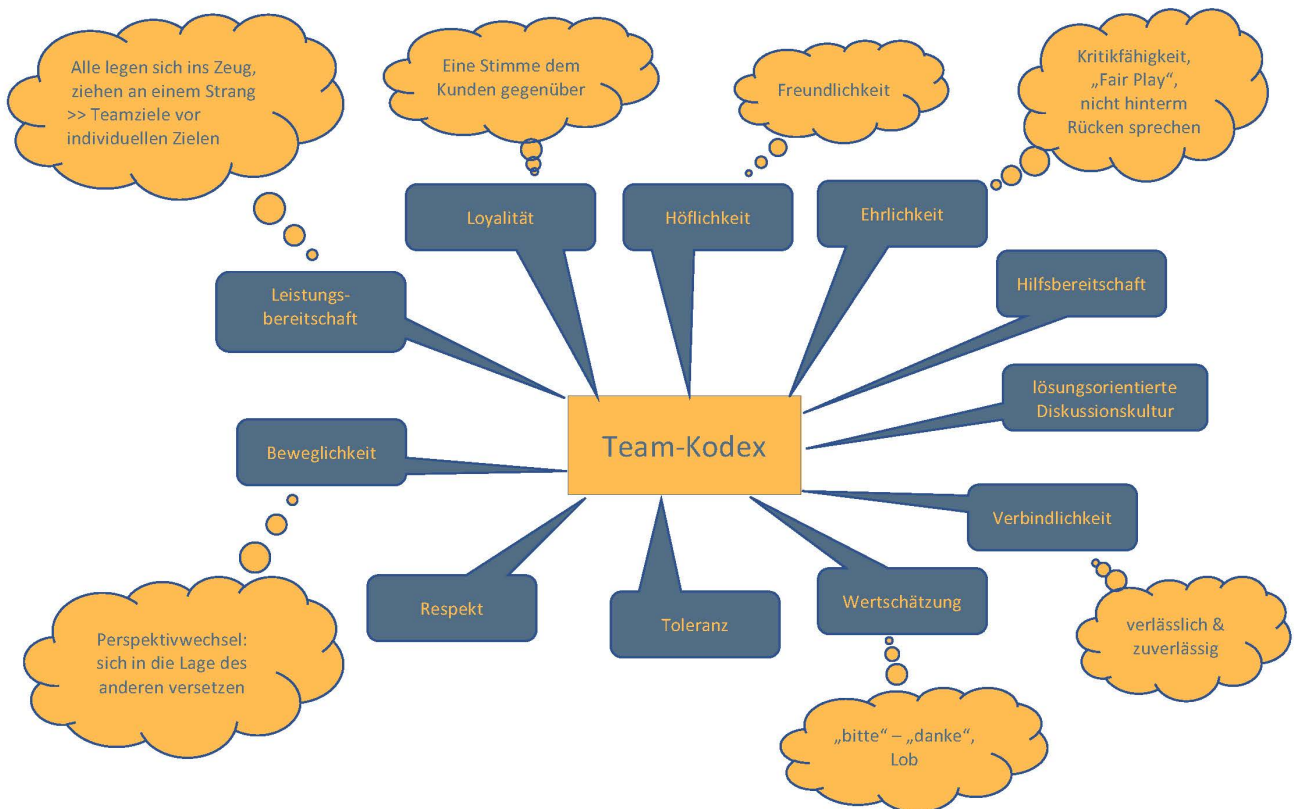 Alle legen sich ins Zeug,
ziehen an einem Strang
>> Teamziele vor
individuellen Zielen
Eine Stimme dem
Kunden gegenüber
Freundlichkeit
Kritikfähigkeit,
„Fair Play“,
nicht hinterm
Rücken sprechen
Loyalität
Höflichkeit
Ehrlichkeit
Leistungs-
bereitschaft
Hilfsbereitschaft
lösungsorientierte
Diskussionskultur
Team-Kodex
Beweglichkeit
Verbindlichkeit
Respekt
Toleranz
Wertschätzung
Perspektivwechsel:
sich in die Lage des
anderen versetzen
verlässlich &
zuverlässig
„bitte“ – „danke“,
Lob